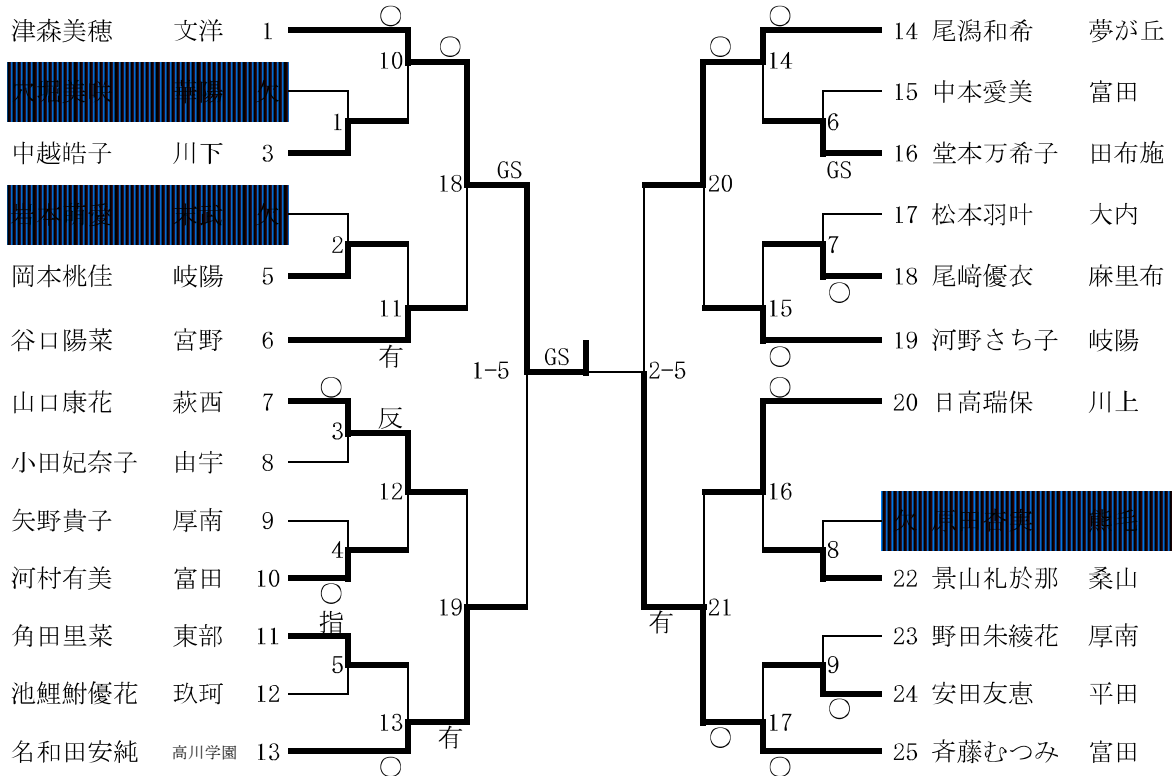 津森美穂 文洋 1
欠
中越皓子 川下 3
欠
岡本桃佳 岐陽 5
谷口陽菜 宮野 6
山口康花 萩西 7
小田妃奈子 由宇 8
矢野貴子 厚南 9
河村有美 富田 10
角田里菜 東部 11
池鯉鮒優花 玖珂 12
名和田安純 高川学園 13
○
10
○
1
18
GS
2
11
有
1-5
GS
○
3
反
12
4
○
指
19
5
13
有
○
○
14
○
6
GS
20
7
○
15
○
2-5
○
16
8
21
有
9
○
17
○
○
14 尾潟和希 夢が丘
15 中本愛美 富田
16 堂本万希子 田布施
17 松本羽叶 大内
18 尾﨑優衣 麻里布
19 河野さち子 岐陽
20 日高瑞保 川上
欠
22 景山礼於那 桑山
23 野田朱綾花 厚南
24 安田友恵 平田
25 斉藤むつみ 富田